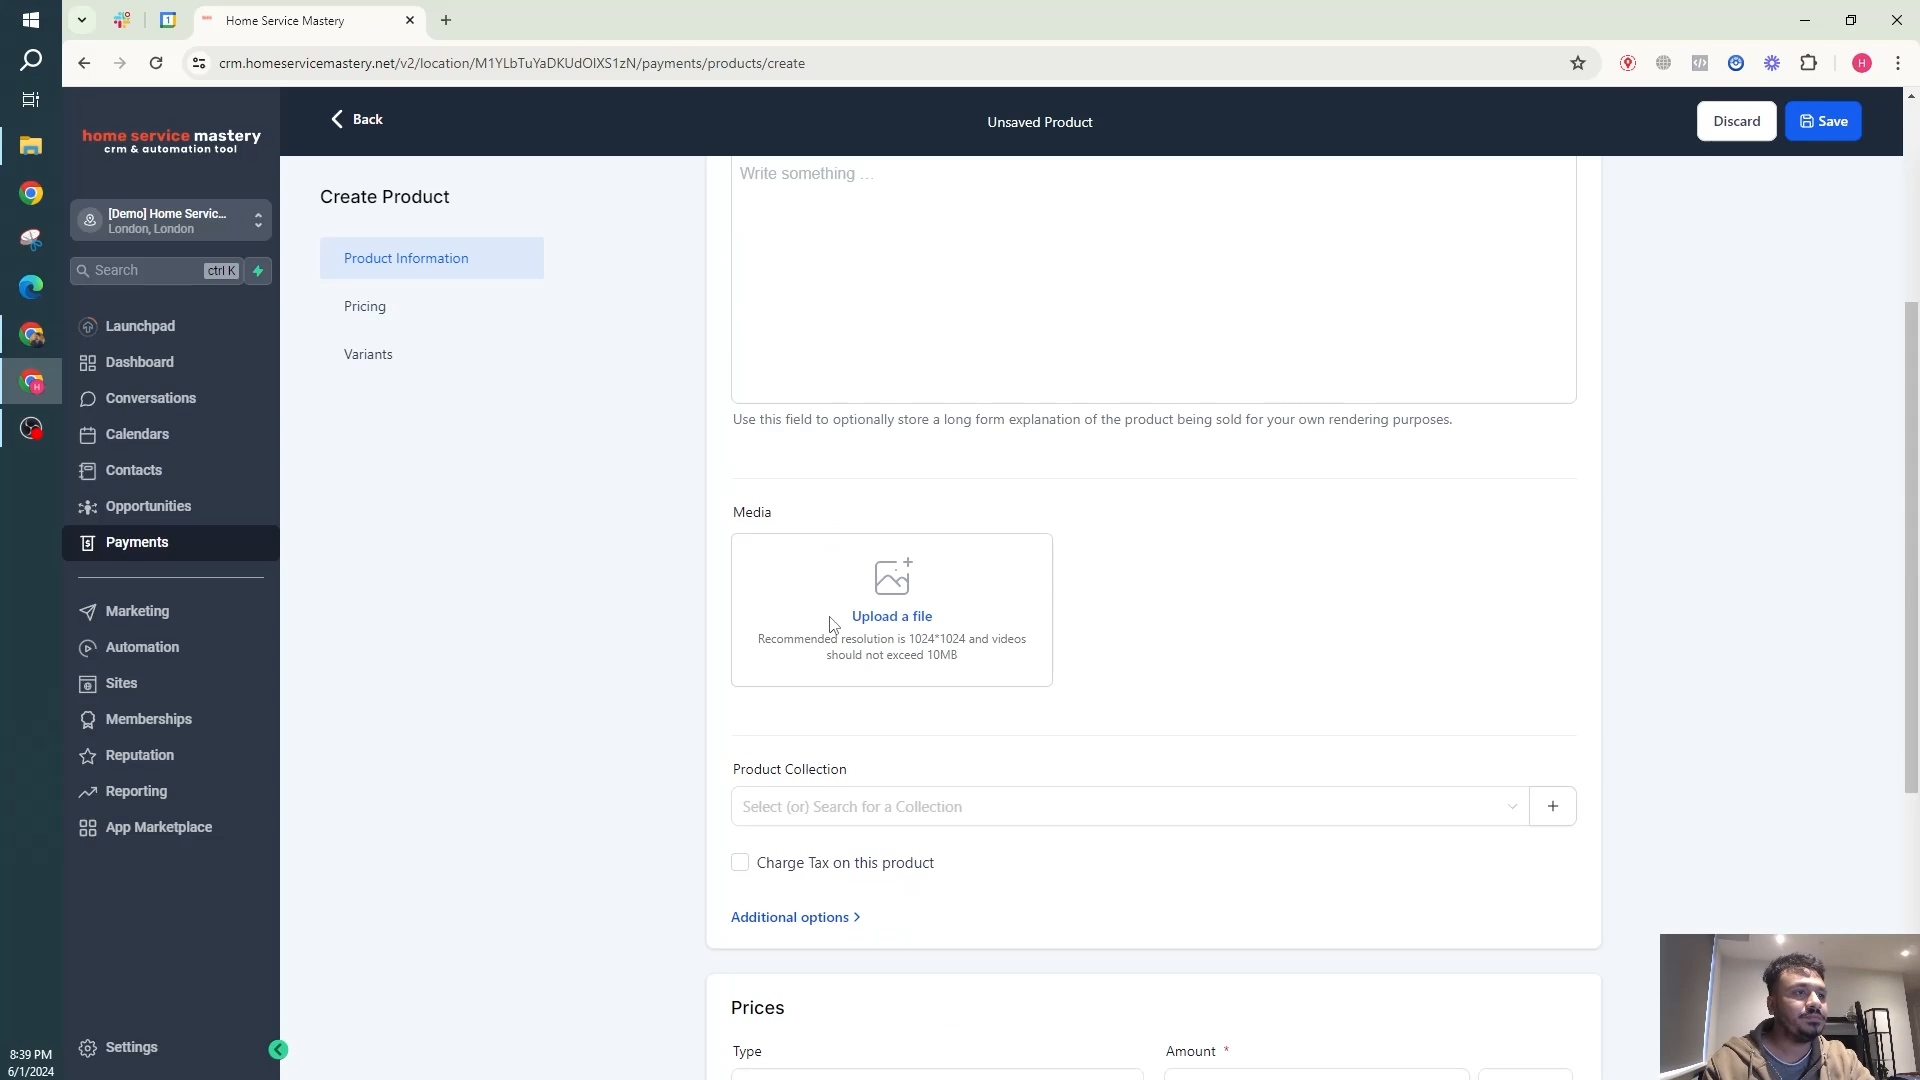 Home Service Mastery
crm.homeservicemastery.net/v2/location/M1YLbTuYaDKUdOIXS1zN/payments/products/create
H
home service mastery
crm & automation tool
Back
Unsaved Product
Discard
Save
[Demo] Home Servic...
London, London
Search
ctrl K
Launchpad
Dashboard
Conversations
Calendars
Contacts
Opportunities
Payments
Marketing
Automation
Sites
Memberships
Reputation
Reporting
App Marketplace
Settings
Create Product
Product Information
Pricing
Variants
Write something ...
Use this field to optionally store a long form explanation of the product being sold for your own rendering purposes.
Media
Upload a file
Recommended resolution is 1024*1024 and videos
should not exceed 10MB
Product Collection
Select (or) Search for a Collection
Charge Tax on this product
Additional options >
Prices
Type
Amount *
8:39 PM
6/1/2024